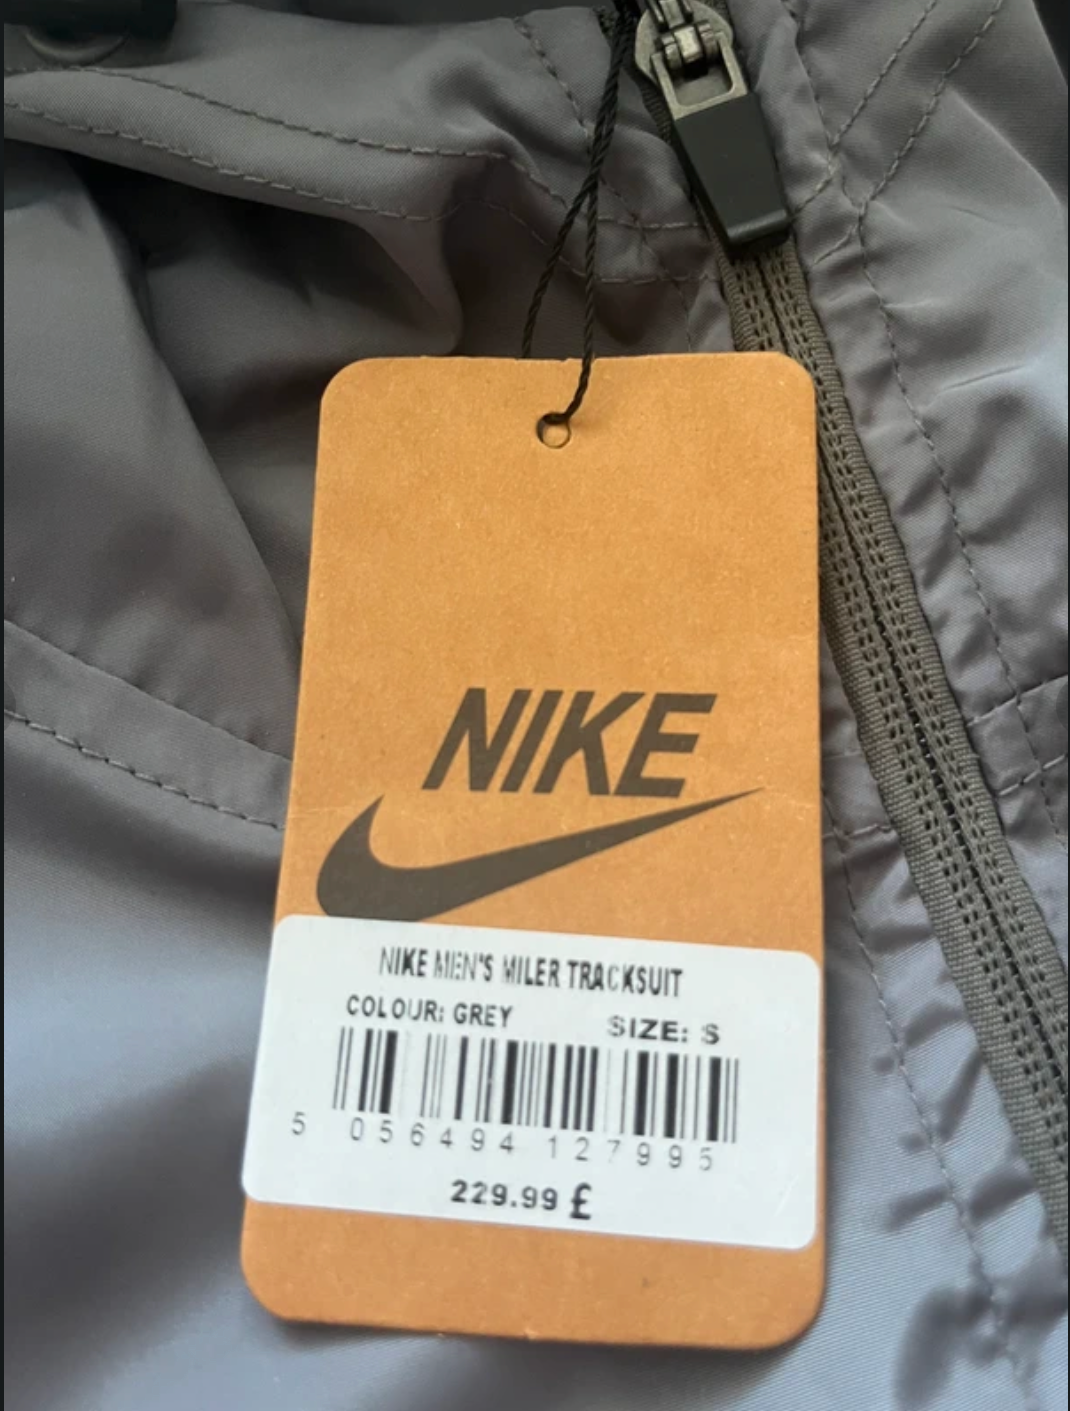 NIKE
NIKE MEN'S MILER TRACKSUIT
COLOUR: GREY SIZE: S
5 056494 127995
229.99 £